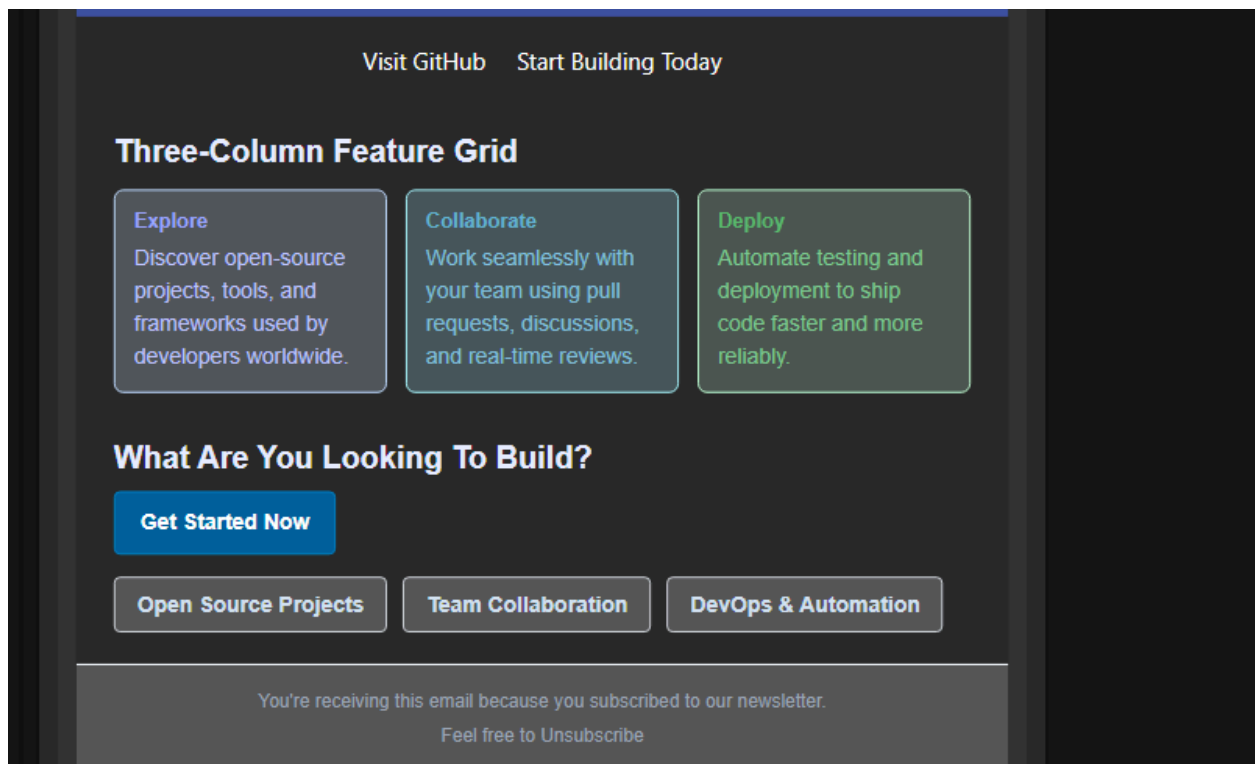 Visit GitHub Start Building Today
Three-Column Feature Grid
Explore
Discover open-source
projects, tools, and
frameworks used by
developers worldwide.
Collaborate
Work seamlessly with
your team using pull
requests, discussions,
and real-time reviews.
Deploy
Automate testing and
deployment to ship
code faster and more
reliably.
What Are You Looking To Build?
Get Started Now
Open Source Projects
Team Collaboration
DevOps & Automation
You're receiving this email because you subscribed to our newsletter.
Feel free to Unsubscribe